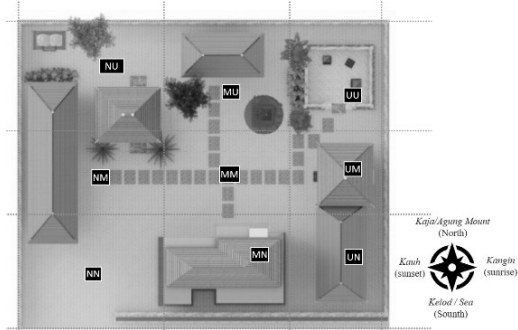 NU
MU
UU
NM
MM
UM
NN
MN
UN
Kaja/Agung Mount
(North)
Kauh
(sunset)
Kangin
(sunrise)
Kelod / Sea
(Sounth)